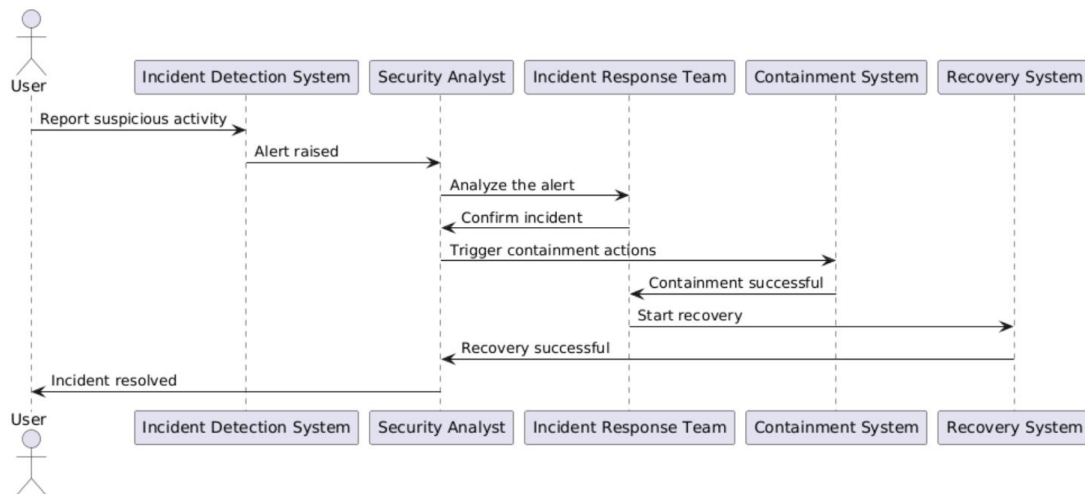 User
Incident Detection System
Security Analyst
Incident Response Team
Containment System
Recovery System
Report suspicious activity
Alert raised
Analyze the alert
Confirm incident
Trigger containment actions
Containment successful
Start recovery
Recovery successful
Incident resolved
User
Incident Detection System
Security Analyst
Incident Response Team
Containment System
Recovery System